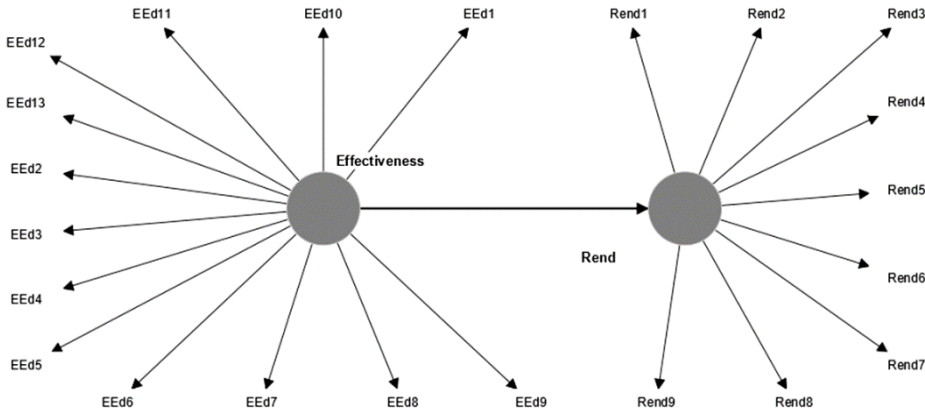 EEd11
EEd10
EEd1
Rend1
Rend2
Rend3
EEd12
EEd13
Rend4
Effectiveness
EEd2
Rend5
EEd3
Rend
Rend6
EEd4
EEd5
Rend7
EEd6
EEd7
EEd8
EEd9
Rend9
Rend8